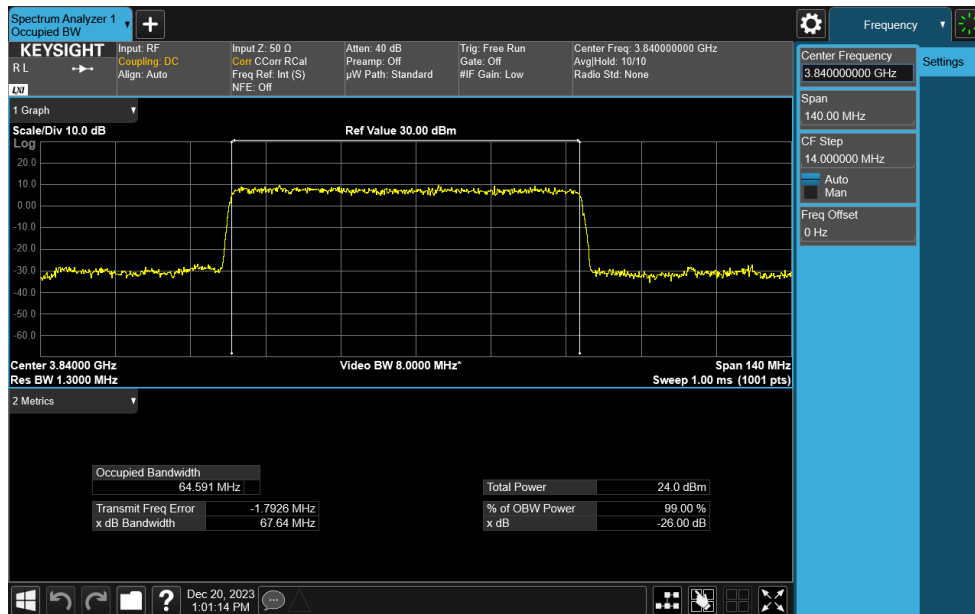 Spectrum Analyzer 1
Occupied BW
Frequency
KEYSIGHT
R L
LXI
Input: RF
Coupling: DC
Align: Auto
Input Z: 50 Ω
Corr CCorr RCal
Freq Ref: Int (S)
NFE: Off
Atten: 40 dB
Preamp: Off
µW Path: Standard
Trig: Free Run
Gate: Off
#IF Gain: Low
Center Freq: 3.840000000 GHz
Avg|Hold: 10/10
Radio Std: None
Center Frequency
3.840000000 GHz
Settings
Span
140.00 MHz
CF Step
14.000000 MHz
Auto
Man
Freq Offset
0 Hz
1 Graph
Scale/Div 10.0 dB
Ref Value 30.00 dBm
Log
20.0
10.0
0.00
-10.0
-20.0
-30.0
-40.0
-50.0
-60.0
Center 3.84000 GHz
Video BW 8.0000 MHz*
Span 140 MHz
Res BW 1.3000 MHz
Sweep 1.00 ms (1001 pts)
2 Metrics
Occupied Bandwidth
64.591 MHz
Total Power 24.0 dBm
Transmit Freq Error -1.7926 MHz
% of OBW Power 99.00 %
x dB Bandwidth 67.64 MHz
x dB -26.00 dB
?
Dec 20, 2023
1:01:14 PM